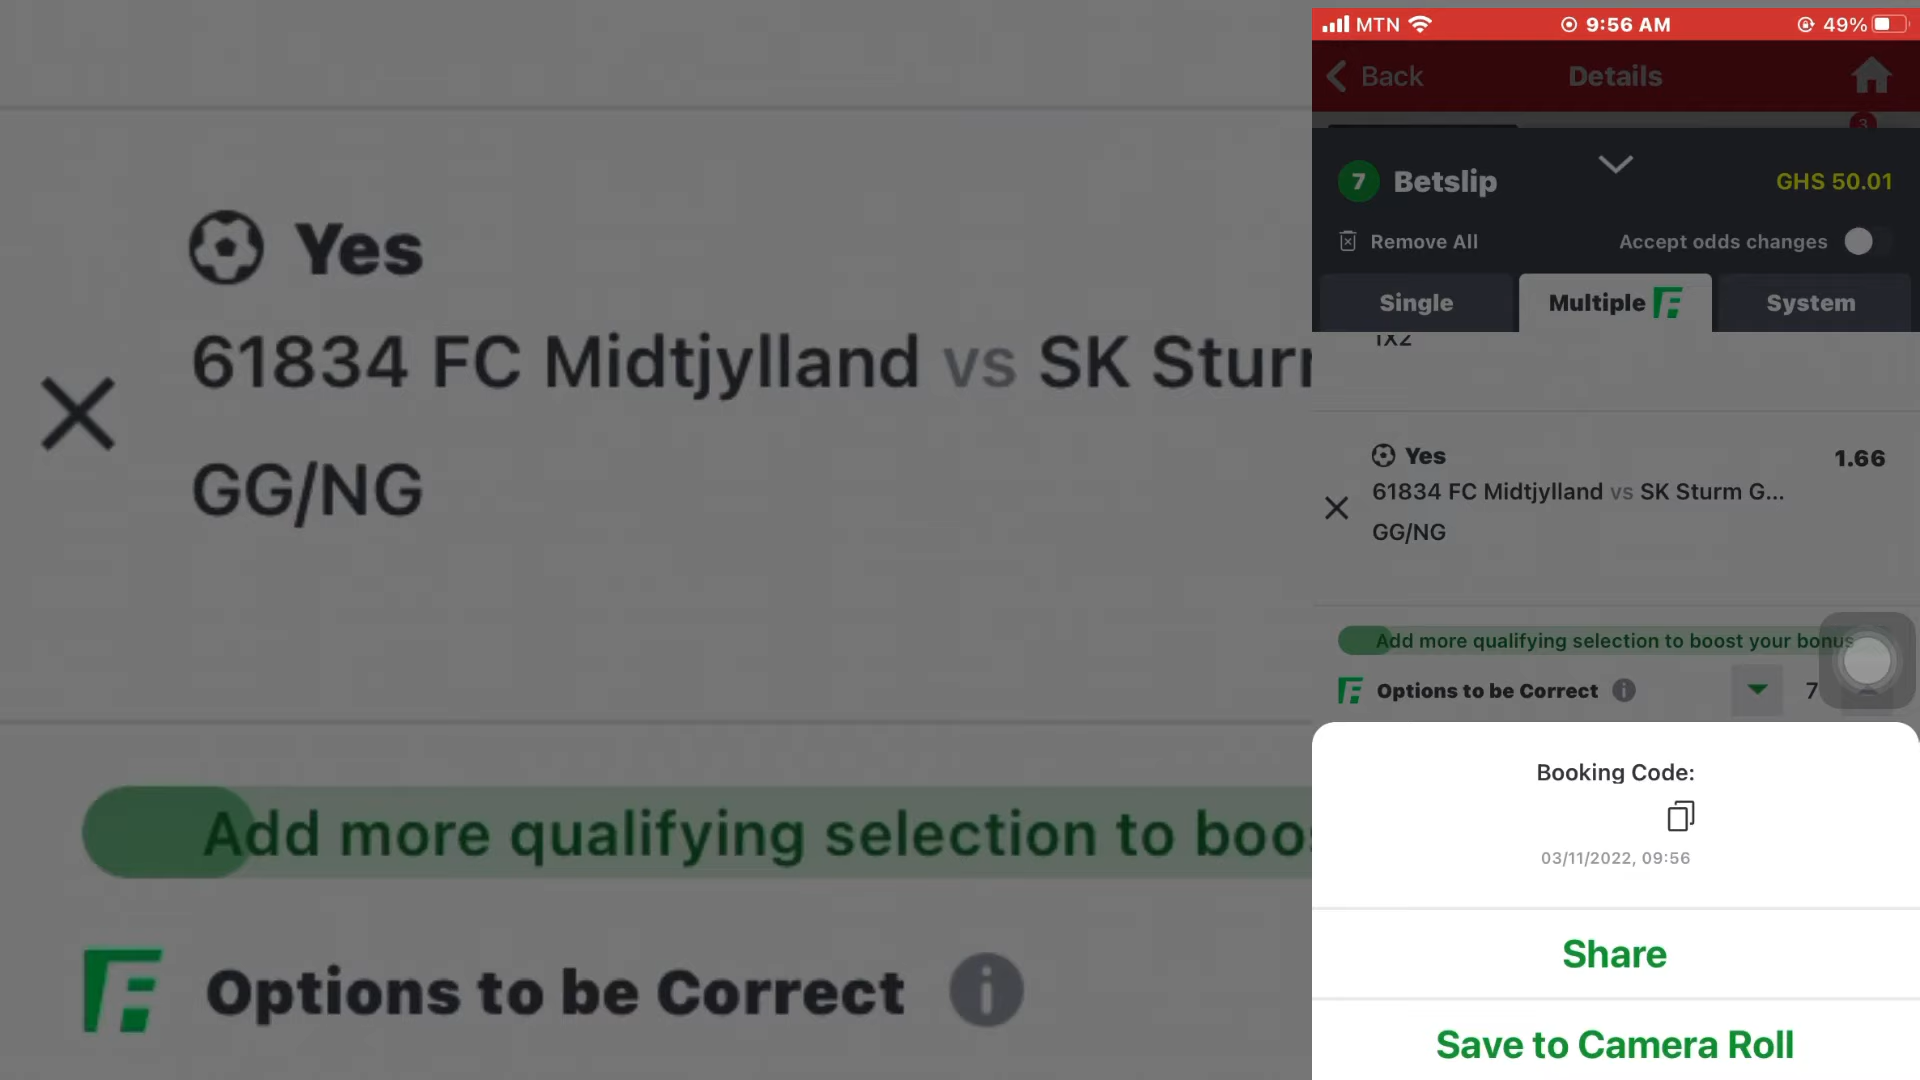 Yes
61834 FC Midtjylland vs SK Stur
GG/NG
Add more qualifying selection to boo
Options to be Correct
MTN 9:56 AM 49%
Back Details
3
7 Betslip GHS 50.01
Remove All Accept odds changes
Single Multiple System
1X2
Yes 1.66
61834 FC Midtjylland vs SK Sturm G...
GG/NG
Add more qualifying selection to boost your bonus
Options to be Correct 7
Booking Code:
03/11/2022, 09:56
Share
Save to Camera Roll